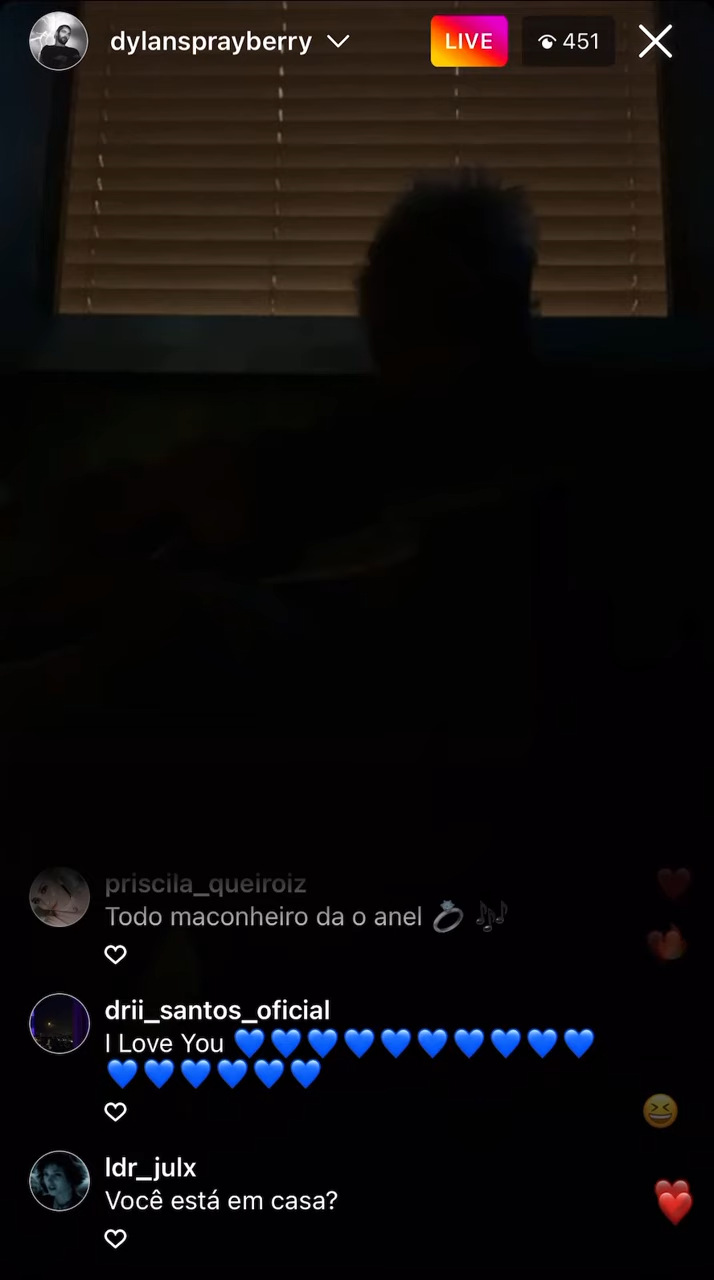 dylansprayberry
LIVE
451
priscila_queiroiz
Todo maconheiro da o anel 💍 🎶
drii_santos_oficial
I Love You 💙💙💙💙💙💙💙💙💙💙
💙💙💙💙💙💙
ldr_julx
Você está em casa?